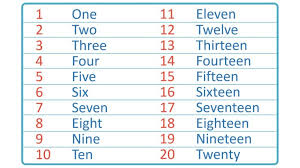 1 One 11 Eleven
2 Two 12 Twelve
3 Three 13 Thirteen
4 Four 14 Fourteen
5 Five 15 Fifteen
6 Six 16 Sixteen
7 Seven 17 Seventeen
8 Eight 18 Eighteen
9 Nine 19 Nineteen
10 Ten 20 Twenty